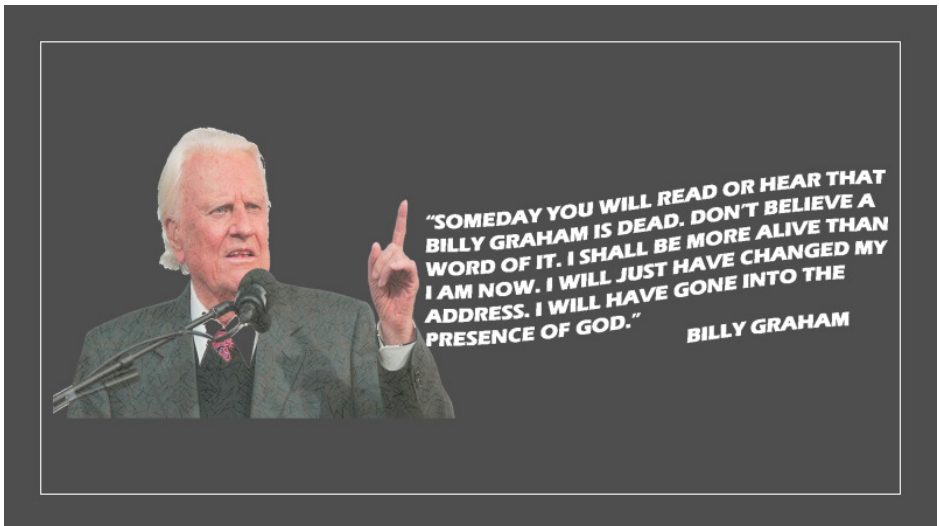 “SOMEDAY YOU WILL READ OR HEAR THAT
BILLY GRAHAM IS DEAD. DON’T BELIEVE A
WORD OF IT. I SHALL BE MORE ALIVE THAN
I AM NOW. I WILL JUST HAVE CHANGED MY
ADDRESS. I WILL HAVE GONE INTO THE
PRESENCE OF GOD.”
BILLY GRAHAM